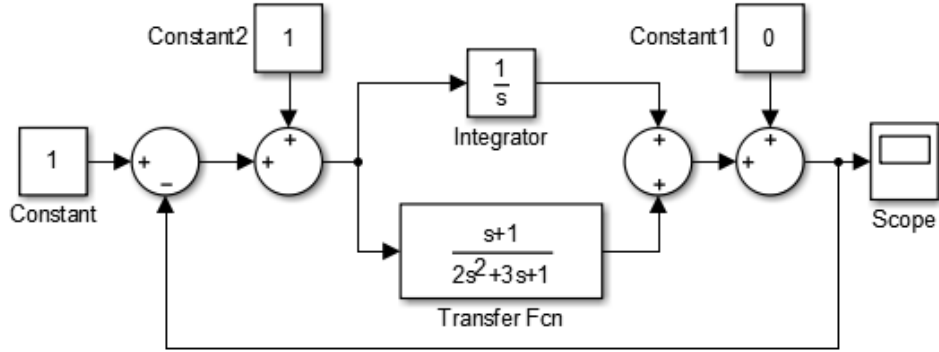 Constant2
1
Constant1
0
1
s
Integrator
1
+
−
+
+
+
+
+
+
Constant
Scope
s+1
2s²+3s+1
Transfer Fcn